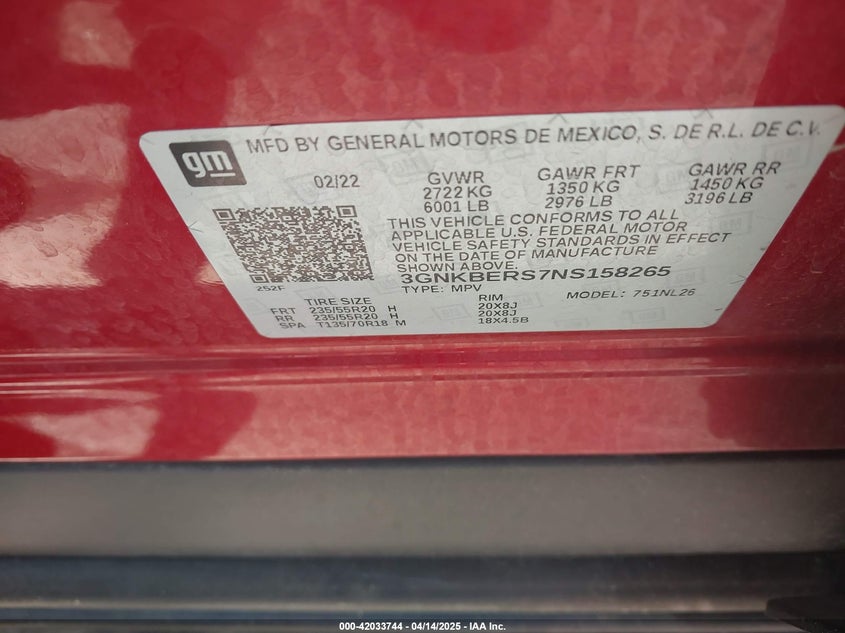 gm
MFD BY GENERAL MOTORS DE MEXICO, S. DE R.L. DE C.V.
02/22 GVWR GAWR FRT GAWR RR
2722 KG 1350 KG 1450 KG
6001 LB 2976 LB 3196 LB
THIS VEHICLE CONFORMS TO ALL
APPLICABLE U.S. FEDERAL MOTOR
VEHICLE SAFETY STANDARDS IN EFFECT
ON THE DATE OF MANUFACTURE
SHOWN ABOVE.
3GNKBERS7NS158265
252F TYPE: MPV MODEL: 751NL26
TIRE SIZE RIM
FRT 235/55R20 H 20X8J
RR 235/55R20 H 20X8J
SPA T135/70R18 M 18X4.5B
000-42033744 - 04/14/2025 - IAA Inc.